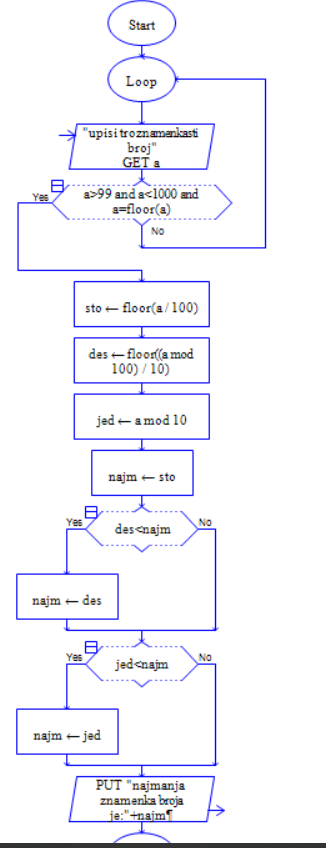 Start
Loop
"upisi troznamenkasti
broj"
GET a
Yes
a>99 and a<1000 and
a=floor(a)
No
sto ← floor(a / 100)
des ← floor((a mod
100) / 10)
jed ← a mod 10
najm ← sto
Yes
des<najm
No
najm ← des
Yes
jed<najm
No
najm ← jed
PUT "najmanja
znamenka broja
je:"+najm¶